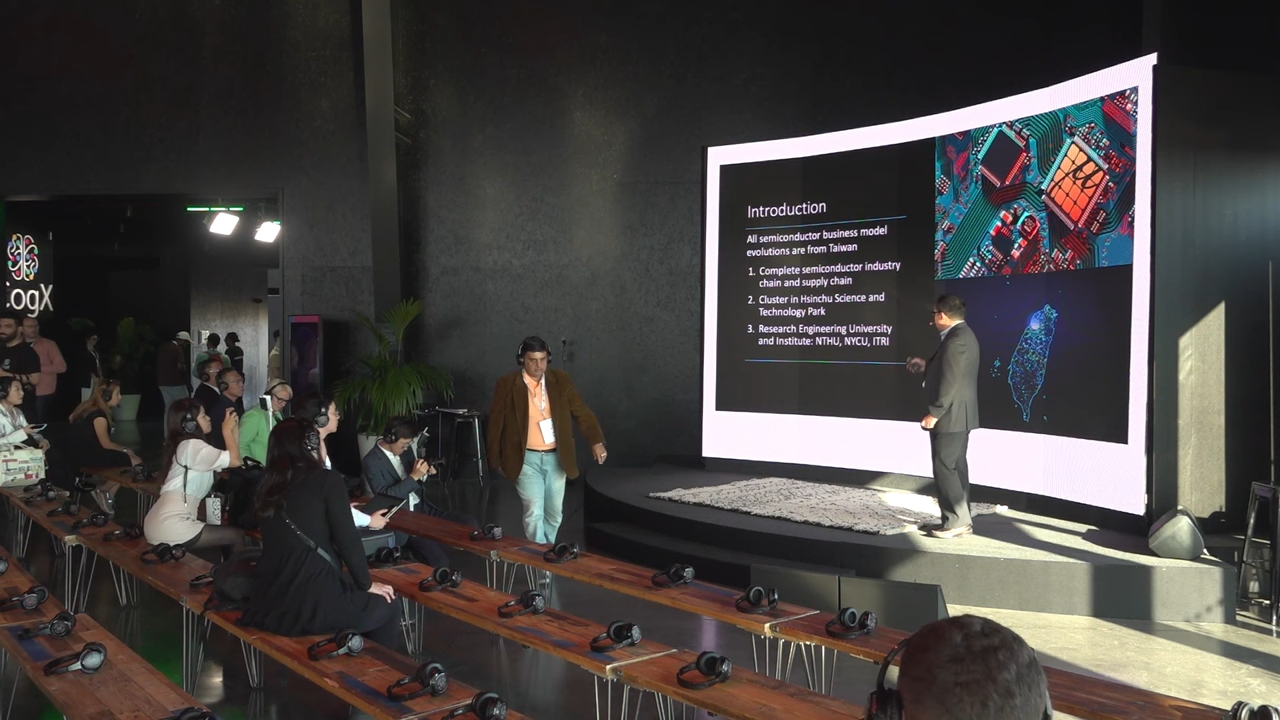 CogX
Introduction
All semiconductor business model
evolutions are from Taiwan
1. Complete semiconductor industry
chain and supply chain
2. Cluster in Hsinchu Science and
Technology Park
3. Research Engineering University
and Institute: NTHU, NYCU, ITRI
μ